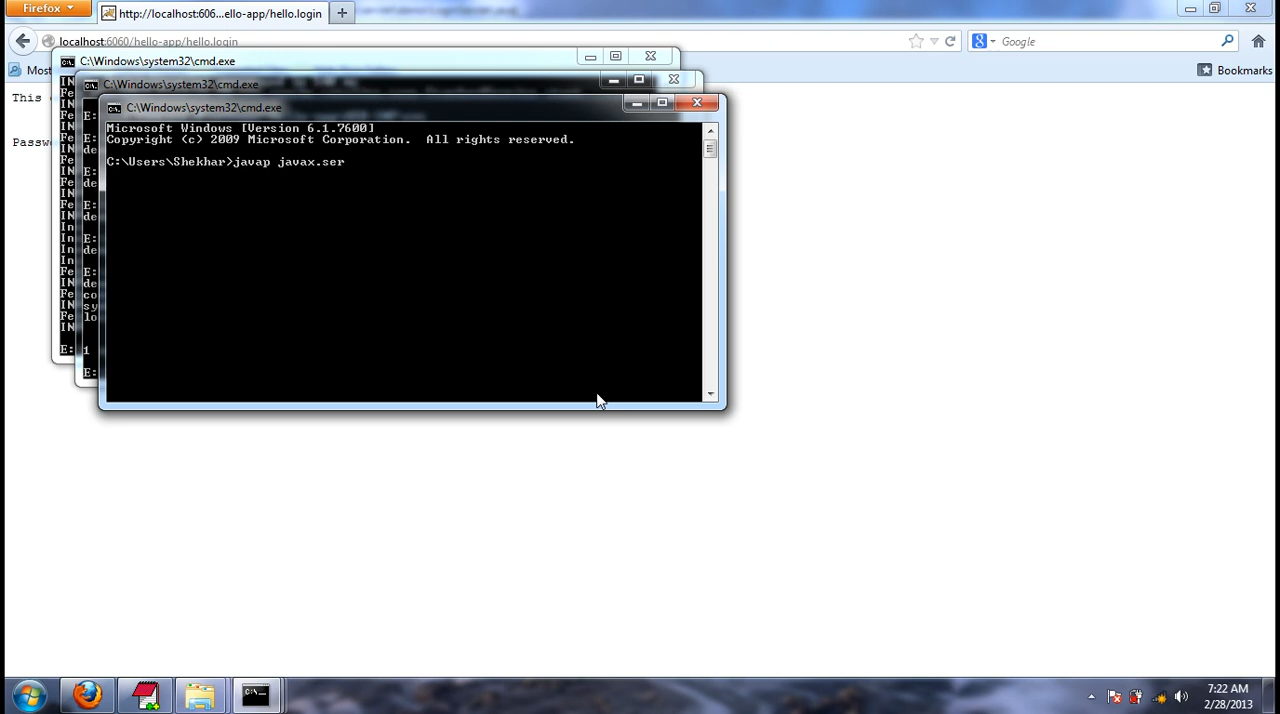 Firefox
http://localhost:606...ello-app/hello.login
localhost:6060/hello-app/hello.login
Google
Most
Bookmarks
C:\Windows\system32\cmd.exe
C:\Windows\system32\cmd.exe
C:\Windows\system32\cmd.exe
This
Passw
Microsoft Windows [Version 6.1.7600]
Copyright (c) 2009 Microsoft Corporation.  All rights reserved.
C:\Users\Shekhar>javap javax.ser
7:22 AM
2/28/2013